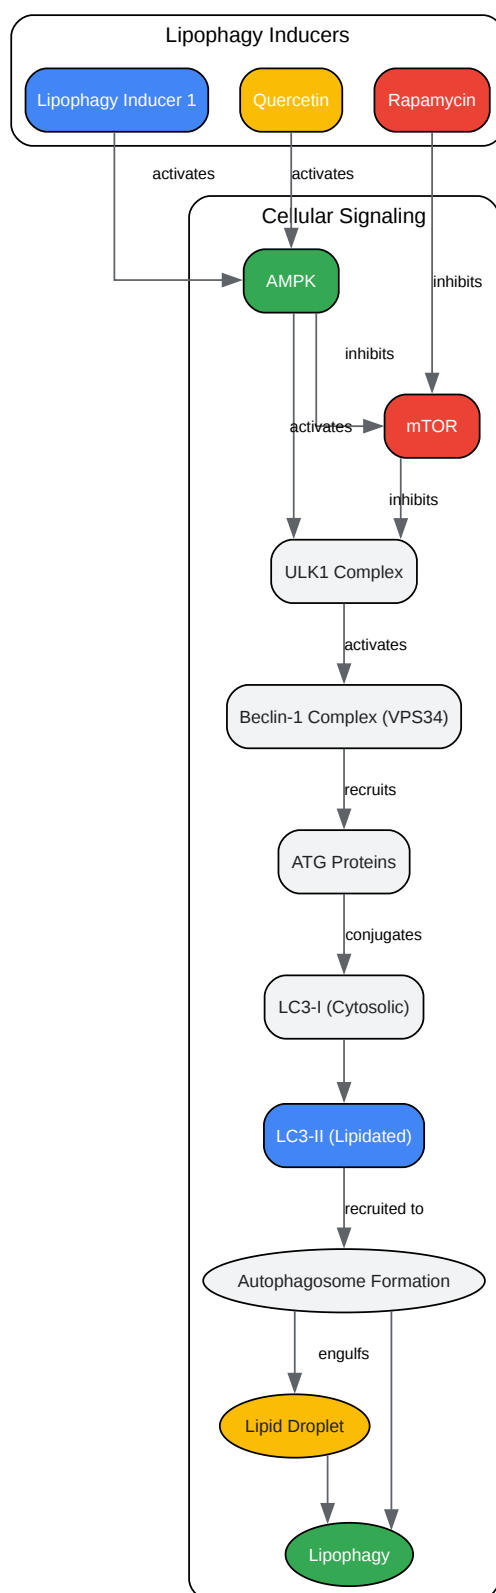 Lipophagy Inducers
Lipophagy Inducer 1
Quercetin
Rapamycin
activates
activates
Cellular Signaling
AMPK
inhibits
inhibits
activates
mTOR
inhibits
ULK1 Complex
activates
Beclin-1 Complex (VPS34)
recruits
ATG Proteins
conjugates
LC3-I (Cytosolic)
LC3-II (Lipidated)
recruited to
Autophagosome Formation
engulfs
Lipid Droplet
Lipophagy